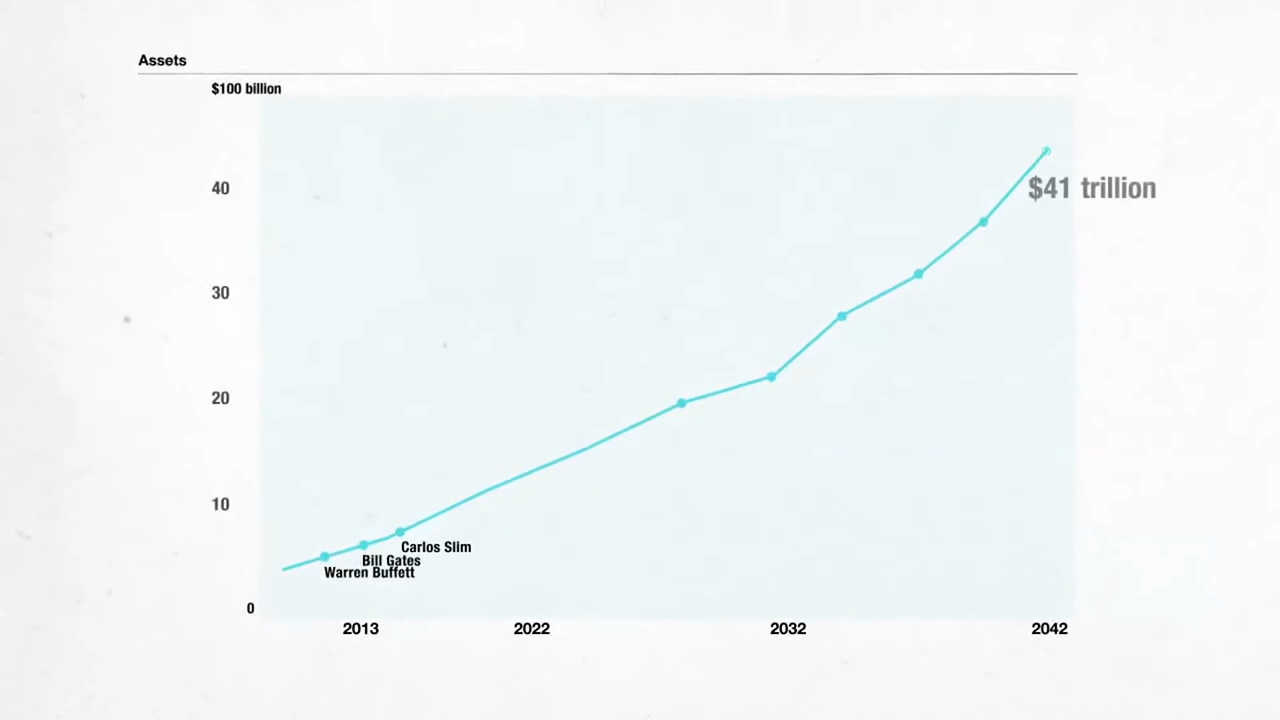 Assets
$100 billion
40
$41 trillion
30
20
10
Carlos Slim
Bill Gates
Warren Buffett
0
2013 2022 2032 2042